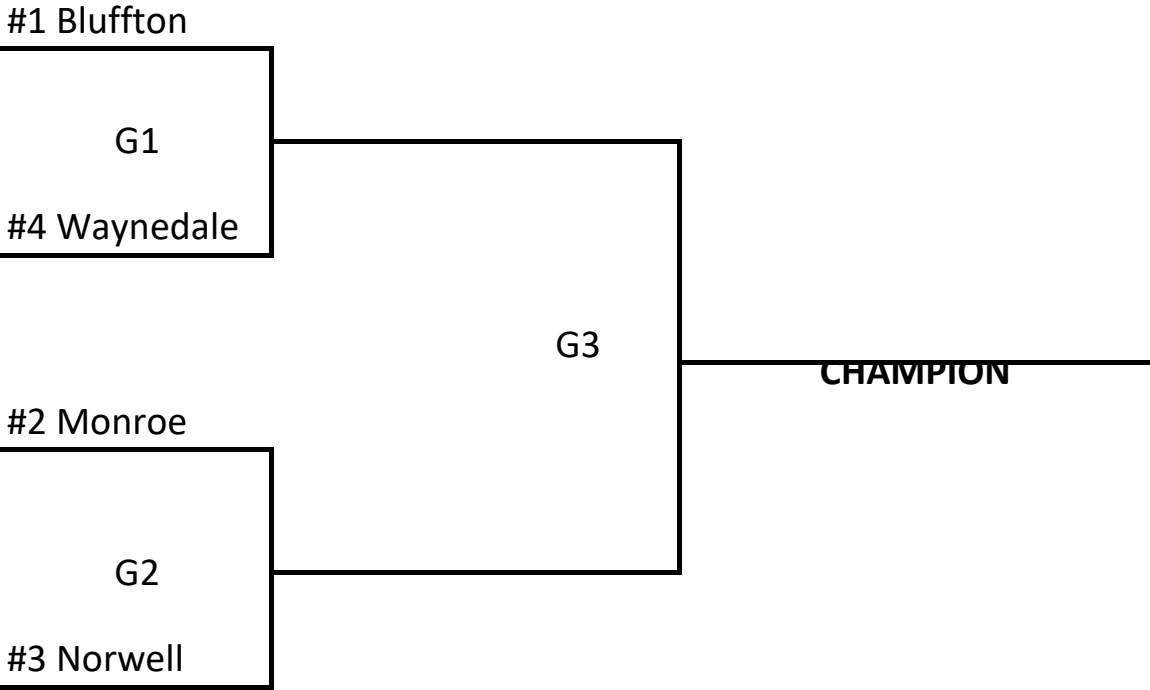 #1 Bluffton
G1
#4 Waynedale
G3
CHAMPION
#2 Monroe
G2
#3 Norwell